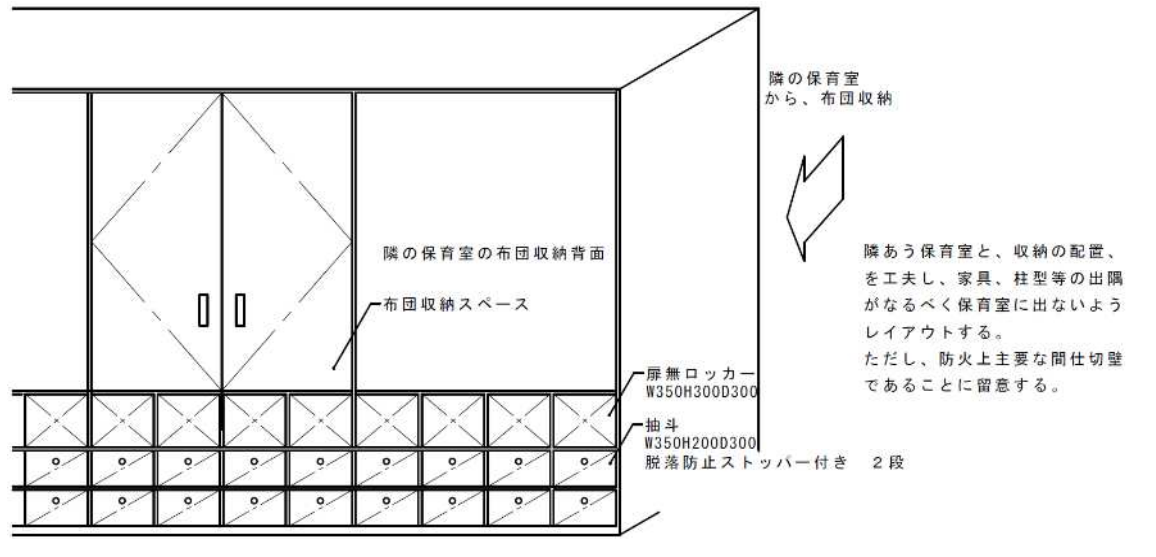 隣の保育室
から、布団収納
隣の保育室の布団収納背面
布団収納スペース
隣あう保育室と、収納の配置、
を工夫し、家具、柱型等の出隅
がなるべく保育室に出ないよう
レイアウトする。
ただし、防火上主要な間仕切壁
であることに留意する。
扉無ロッカー
W350H300D300
抽斗
W350H200D300
脱落防止ストッパー付き　２段